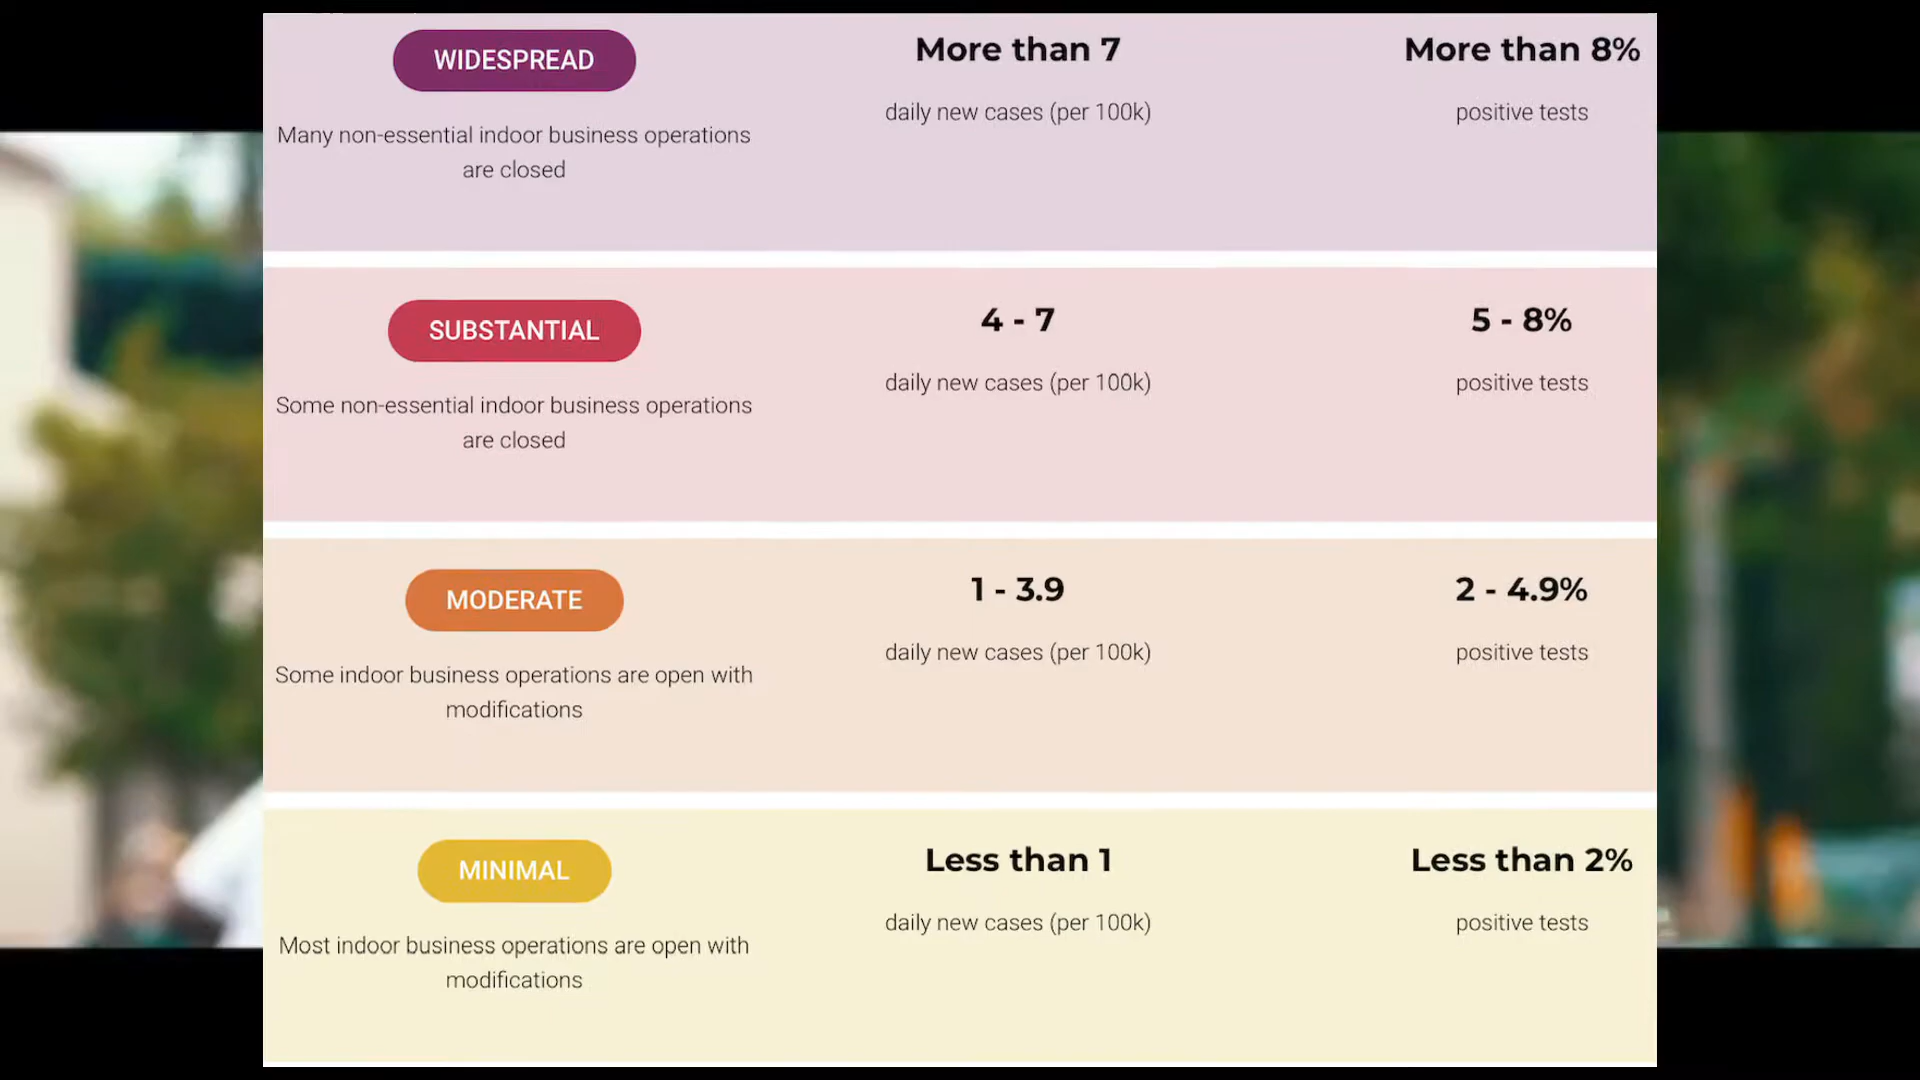 WIDESPREAD
More than 7
More than 8%
daily new cases (per 100k)
positive tests
Many non-essential indoor business operations
are closed
SUBSTANTIAL
4 - 7
5 - 8%
daily new cases (per 100k)
positive tests
Some non-essential indoor business operations
are closed
MODERATE
1 - 3.9
2 - 4.9%
daily new cases (per 100k)
positive tests
Some indoor business operations are open with
modifications
MINIMAL
Less than 1
Less than 2%
daily new cases (per 100k)
positive tests
Most indoor business operations are open with
modifications